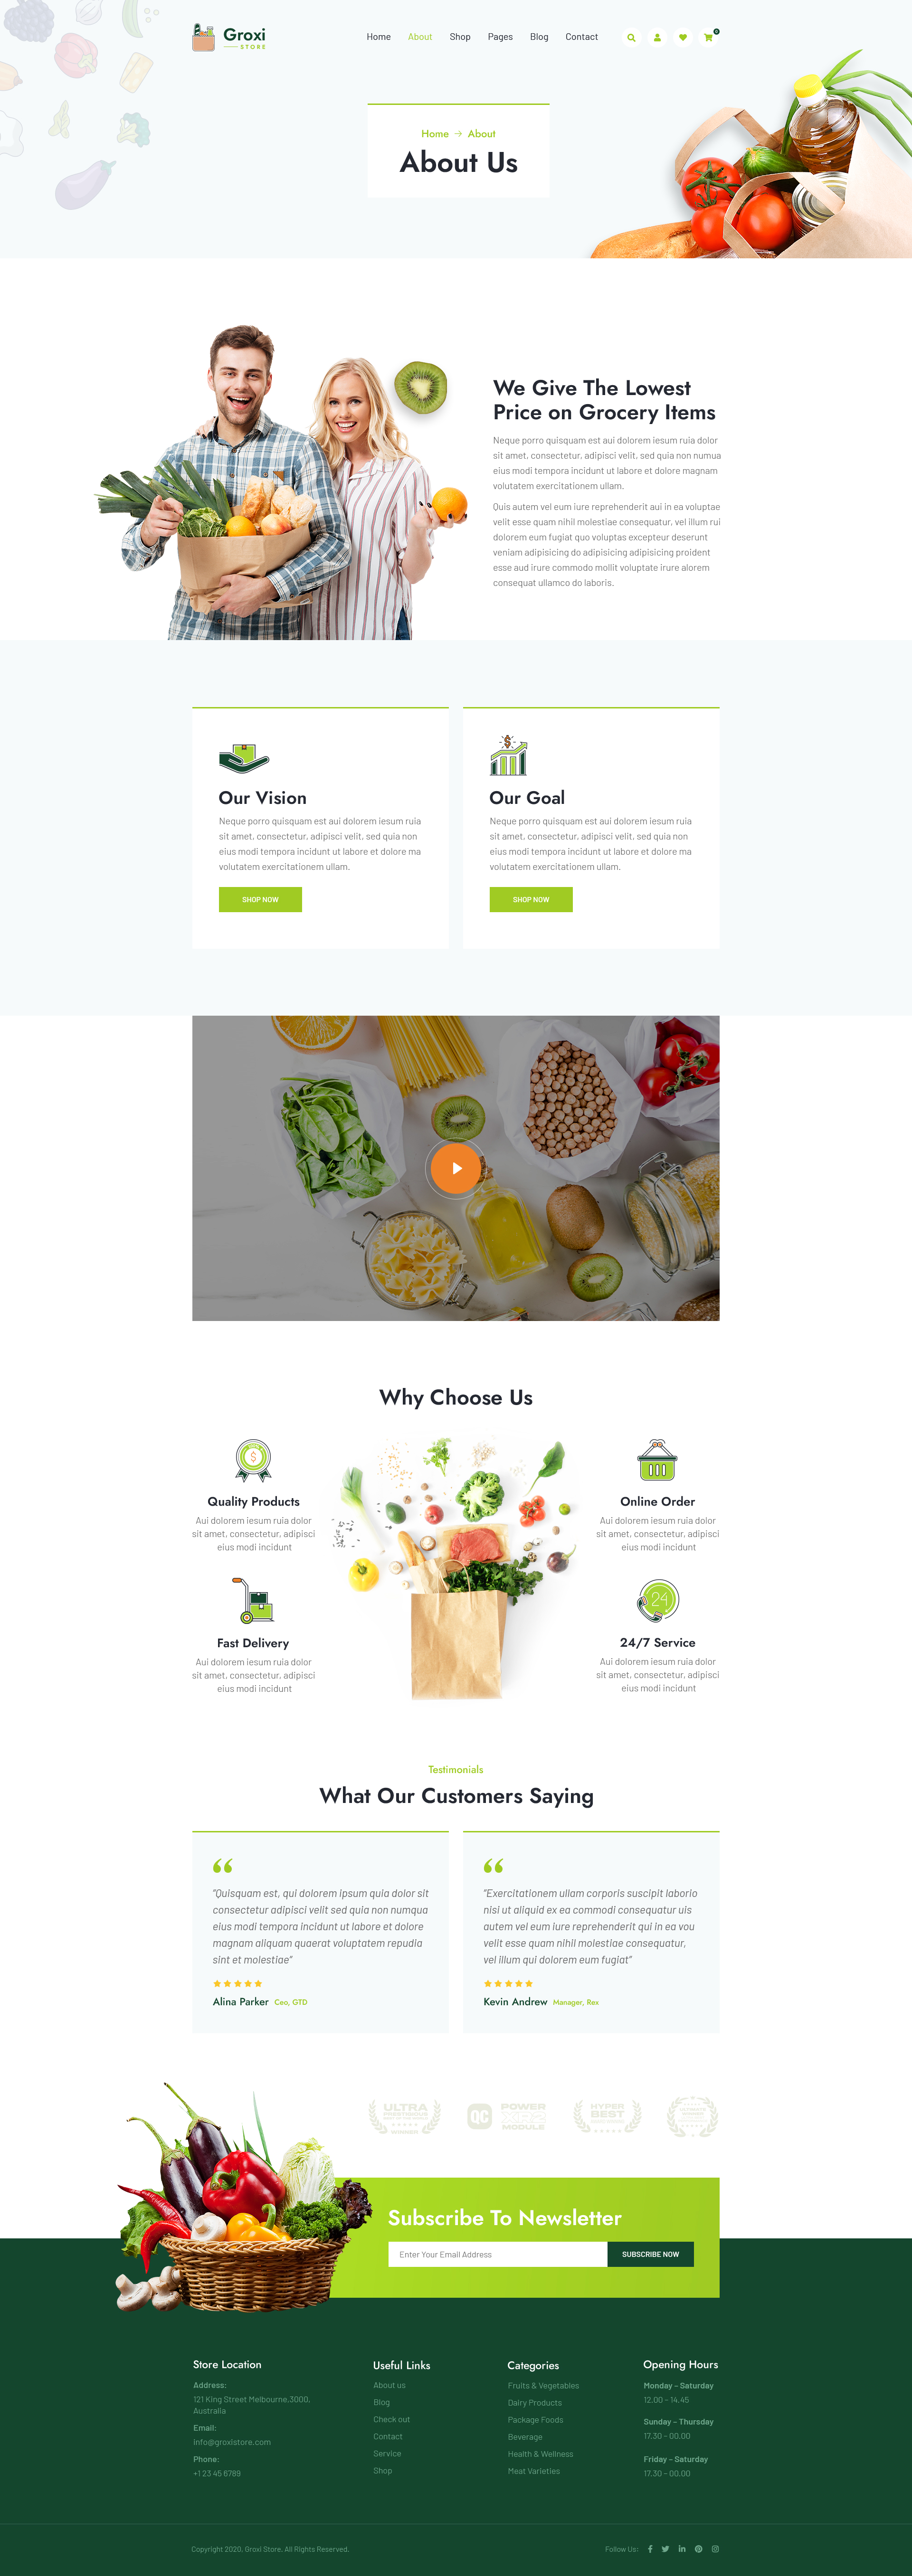 Groxi
STORE
Home About Shop Pages Blog Contact
0
Home → About
About Us
We Give The Lowest
Price on Grocery Items
Neque porro quisquam est aui dolorem iesum ruia dolor
sit amet, consectetur, adipisci velit, sed quia non numua
eius modi tempora incidunt ut labore et dolore magnam
volutatem exercitationem ullam.
Quis autem vel eum iure reprehenderit aui in ea voluptae
velit esse quam nihil molestiae consequatur, vel illum rui
dolorem eum fugiat quo voluptas excepteur deserunt
veniam adipisicing do adipisicing adipisicing proident
esse aud irure commodo mollit voluptate irure alorem
consequat ullamco do laboris.
Our Vision
Neque porro quisquam est aui dolorem iesum ruia
sit amet, consectetur, adipisci velit, sed quia non
eius modi tempora incidunt ut labore et dolore ma
volutatem exercitationem ullam.
SHOP NOW
Our Goal
Neque porro quisquam est aui dolorem iesum ruia
sit amet, consectetur, adipisci velit, sed quia non
eius modi tempora incidunt ut labore et dolore ma
volutatem exercitationem ullam.
SHOP NOW
Why Choose Us
Quality Products
Aui dolorem iesum ruia dolor
sit amet, consectetur, adipisci
eius modi incidunt
Fast Delivery
Aui dolorem iesum ruia dolor
sit amet, consectetur, adipisci
eius modi incidunt
Online Order
Aui dolorem iesum ruia dolor
sit amet, consectetur, adipisci
eius modi incidunt
24
24/7 Service
Aui dolorem iesum ruia dolor
sit amet, consectetur, adipisci
eius modi incidunt
Testimonials
What Our Customers Saying
“Quisquam est, qui dolorem ipsum quia dolor sit
consectetur adipisci velit sed quia non numqua
eius modi tempora incidunt ut labore et dolore
magnam aliquam quaerat voluptatem repudia
sint et molestiae”
Alina Parker Ceo, GTD
“Exercitationem ullam corporis suscipit laborio
nisi ut aliquid ex ea commodi consequatur uis
autem vel eum iure reprehenderit qui in ea vou
velit esse quam nihil molestiae consequatur,
vel illum qui dolorem eum fugiat”
Kevin Andrew Manager, Rex
ULTRA
WINNER
QC
POWER
XR2
MODULE
HYPER
BEST
Subscribe To Newsletter
Enter Your Email Address
SUBSCRIBE NOW
Store Location
Address:
121 King Street Melbourne,3000,
Australia
Email:
info@groxistore.com
Phone:
+1 23 45 6789
Useful Links
About us
Blog
Check out
Contact
Service
Shop
Categories
Fruits & Vegetables
Dairy Products
Package Foods
Beverage
Health & Wellness
Meat Varieties
Opening Hours
Monday – Saturday
12.00 – 14.45
Sunday – Thursday
17.30 – 00.00
Friday – Saturday
17.30 – 00.00
Copyright 2020. Groxi Store. All Rights Reserved.
Follow Us: